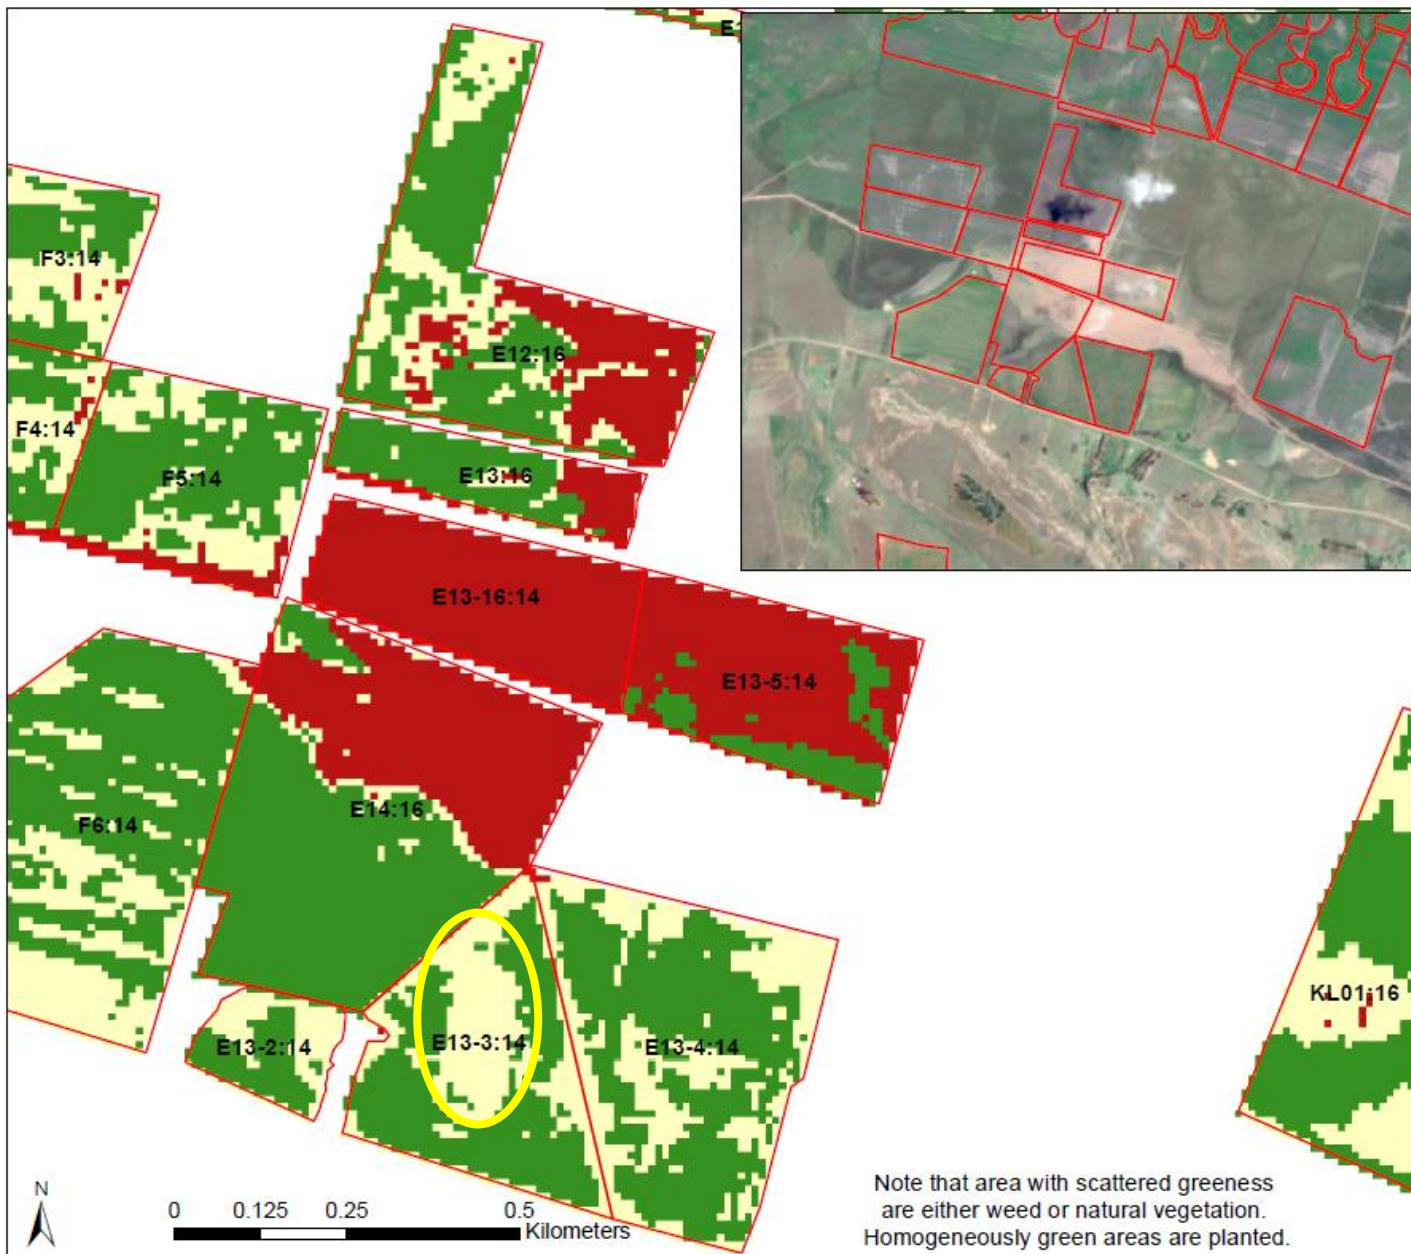 E1
F3:14
E12:16
F4:14
F5:14
E13:16
E13-16:14
E13-5:14
E14:16
F6:14
KL01:16
E13-2:14
E13-3:14
E13-4:14
N
0 0.125 0.25 0.5
Kilometers
Note that area with scattered greeness
are either weed or natural vegetation.
Homogeneously green areas are planted.